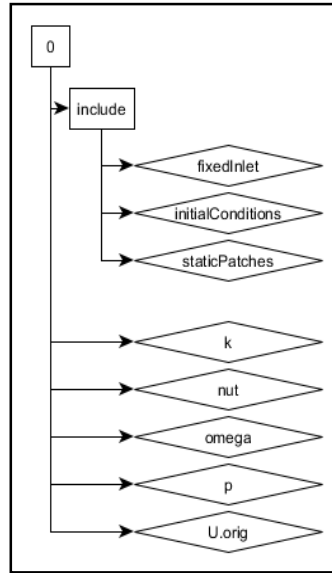 0
include
fixedInlet
initialConditions
staticPatches
k
nut
omega
p
U.orig